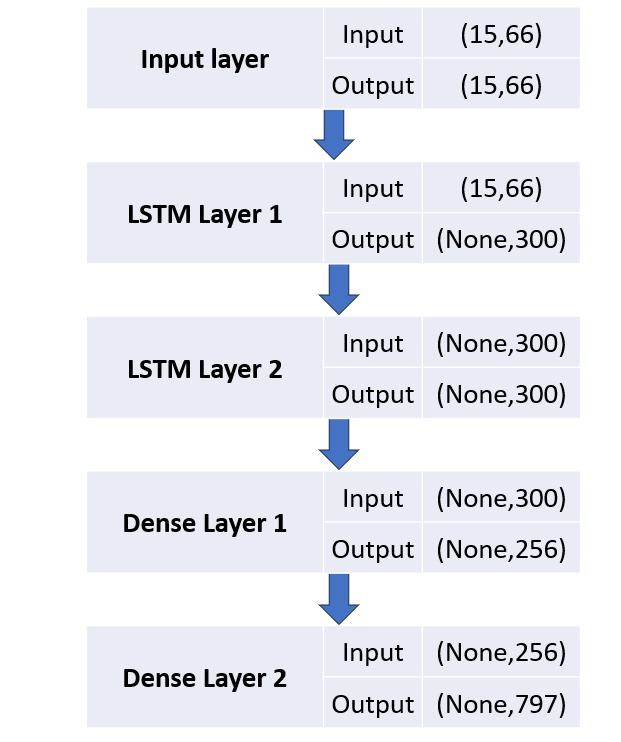 Input layer
Input (15,66)
Output (15,66)
LSTM Layer 1
Input (15,66)
Output (None,300)
LSTM Layer 2
Input (None,300)
Output (None,300)
Dense Layer 1
Input (None,300)
Output (None,256)
Dense Layer 2
Input (None,256)
Output (None,797)